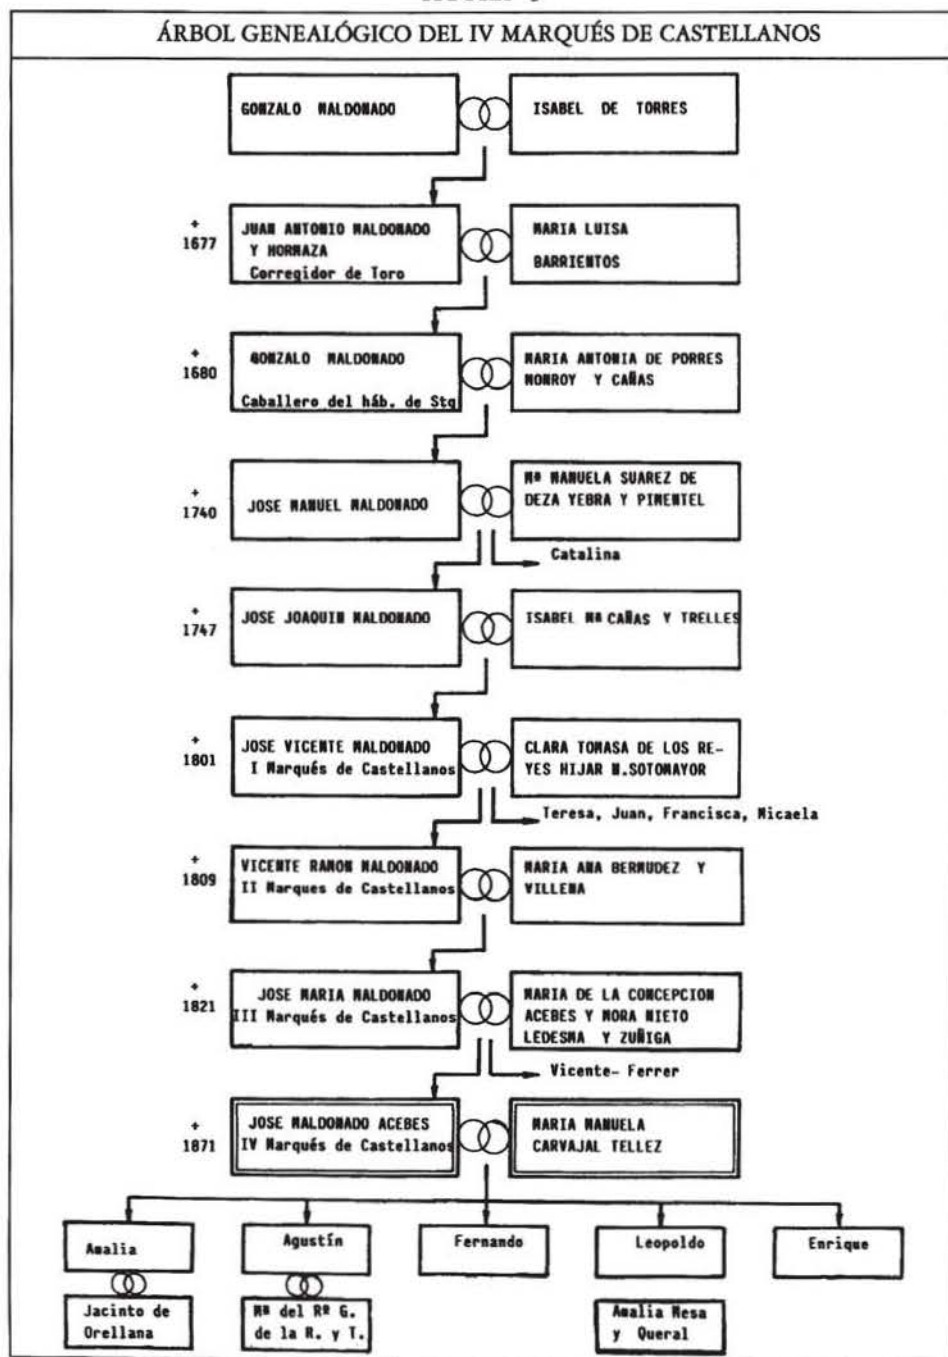 ÁRBOL GENEALÓGICO DEL IV MARQUÉS DE CASTELLANOS
GONZALO MALDONADO
ISABEL DE TORRES
+
1677
JUAN ANTONIO MALDONADO
Y HORMAZA
Corregidor de Toro
MARIA LUISA
BARRIENTOS
+
1680
GONZALO MALDONADO
Caballero del háb. de Stg
MARIA ANTONIA DE PORRES
MONROY Y CAÑAS
+
1740
JOSE MANUEL MALDONADO
Mª MANUELA SUAREZ DE
DEZA YEBRA Y PIMENTEL
Catalina
+
1747
JOSE JOAQUIN MALDONADO
ISABEL Mª CAÑAS Y TRELLES
+
1801
JOSE VICENTE MALDONADO
I Marqués de Castellanos
CLARA TOMASA DE LOS RE-
YES HIJAR M.SOTOMAYOR
Teresa, Juan, Francisca, Micaela
+
1809
VICENTE RAMON MALDONADO
II Marques de Castellanos
MARIA ANA BERMUDEZ Y
VILLENA
+
1821
JOSE MARIA MALDONADO
III Marqués de Castellanos
MARIA DE LA CONCEPCION
ACEBES Y MORA NIETO
LEDESMA Y ZUÑIGA
Vicente- Ferrer
+
1871
JOSE MALDONADO ACEBES
IV Marqués de Castellanos
MARIA MANUELA
CARVAJAL TELLEZ
Amalia
Agustín
Fernando
Leopoldo
Enrique
Jacinto de
Orellana
Mª del Rº G.
de la R. y T.
Amalia Mesa
y Queral